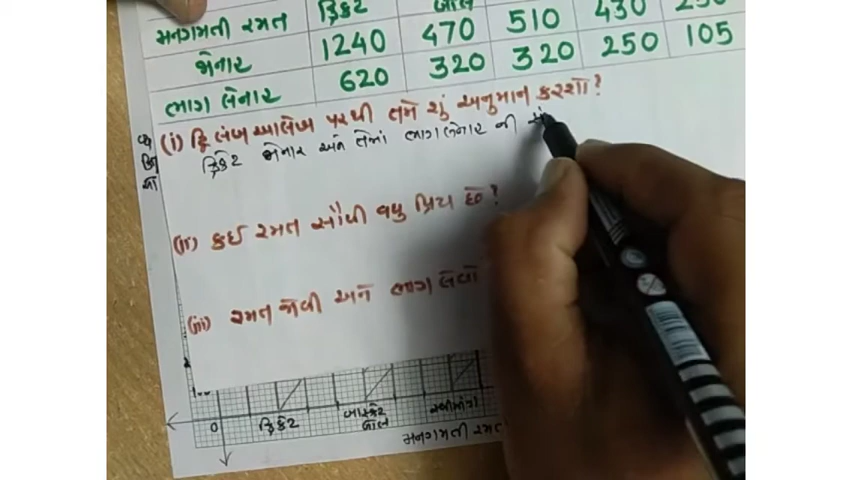 મનગમતી રમત ક્રિકેટ બોલ
જોનાર 1240 470 510 430
ભાગ લેનાર 620 320 320 250 105
(i) દ્વિ લંબ આલેખ પરથી તમે શું અનુમાન કરશો?
ક્રિકેટ જોનાર અને તેમાં ભાગ લેનાર ની સં
(ii) કઈ રમત સૌથી વધુ પ્રિય છે?
(iii) રમત જોવી અને ભાગ લેવો
0 ક્રિકેટ બાસ્કેટ બોલ
મનગમતી રમત